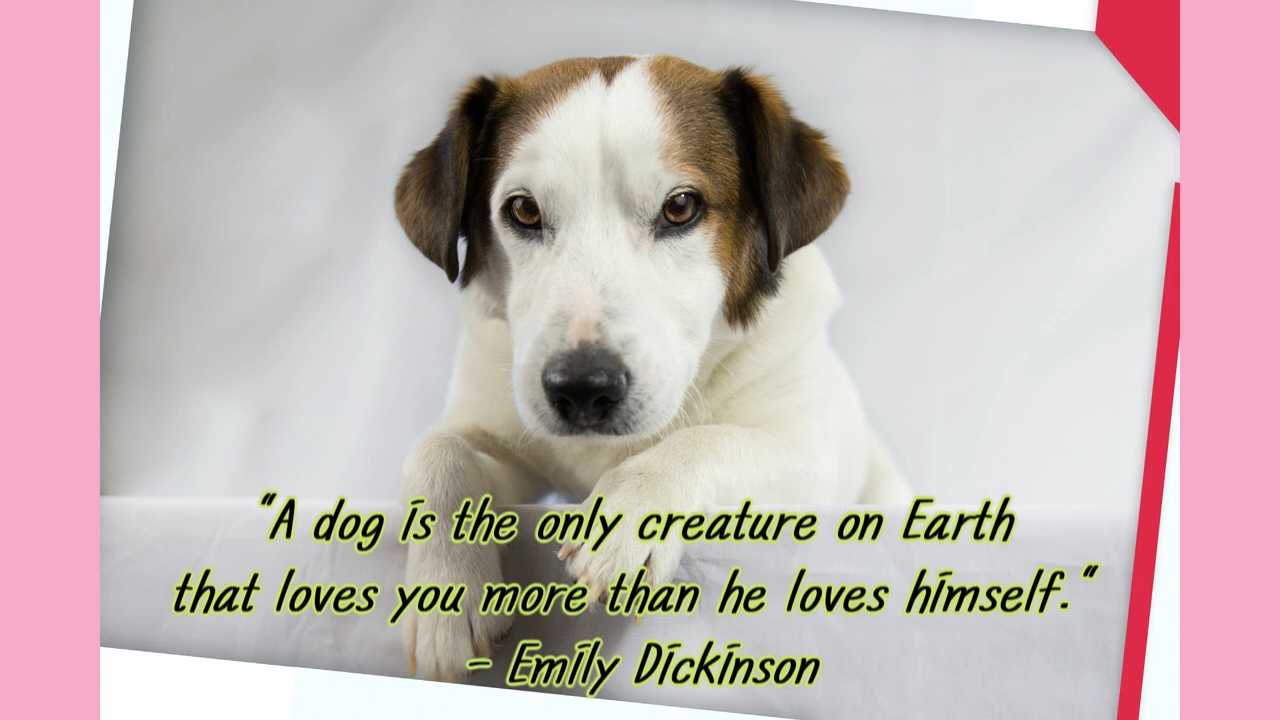 "A dog is the only creature on Earth
that loves you more than he loves himself."
- Emily Dickinson